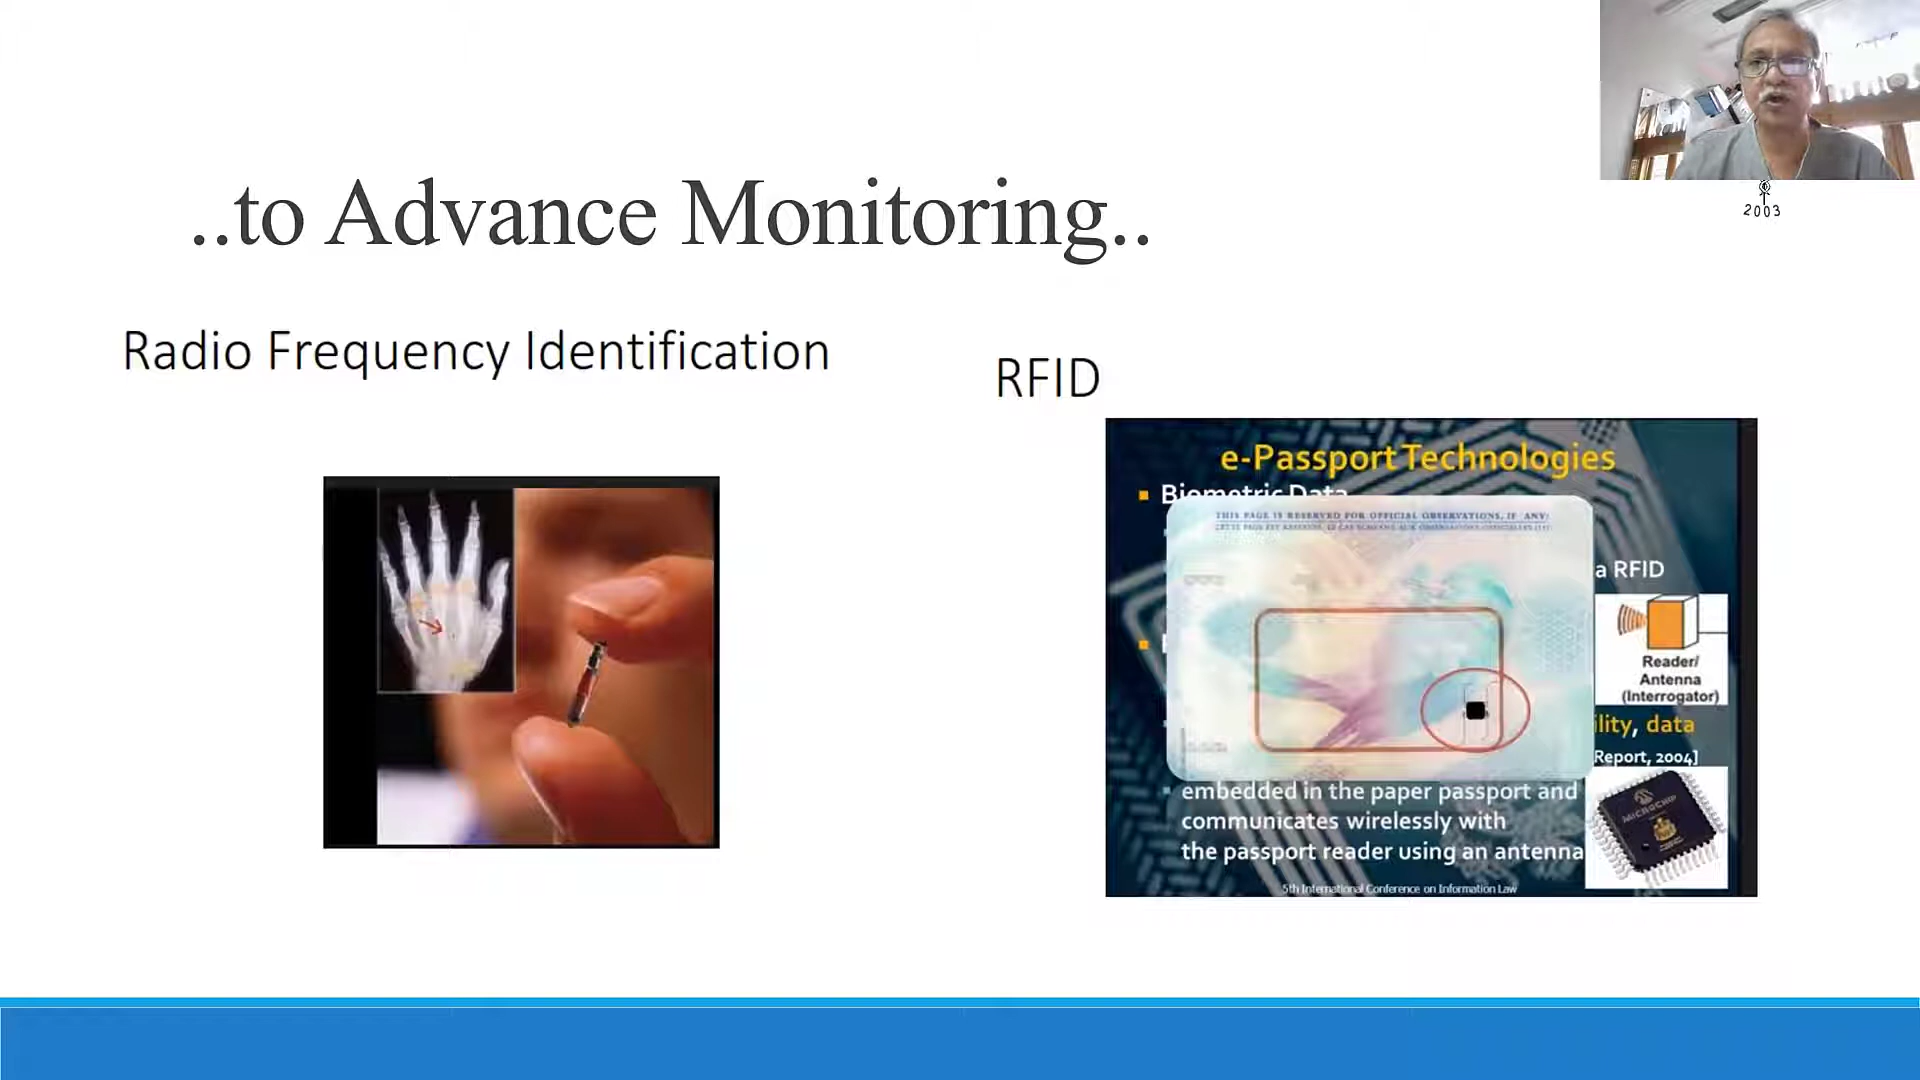 2003
..to Advance Monitoring..
Radio Frequency Identification
RFID
e-Passport Technologies
Biometric Data
THIS PAGE IS RESERVED FOR OFFICIAL OBSERVATIONS, IF ANY:
a RFID
Reader/
Antenna
(Interrogator)
ility, data
Report, 2004]
MICROCHIP
embedded in the paper passport and
communicates wirelessly with
the passport reader using an antenna
5th International Conference on Information Law